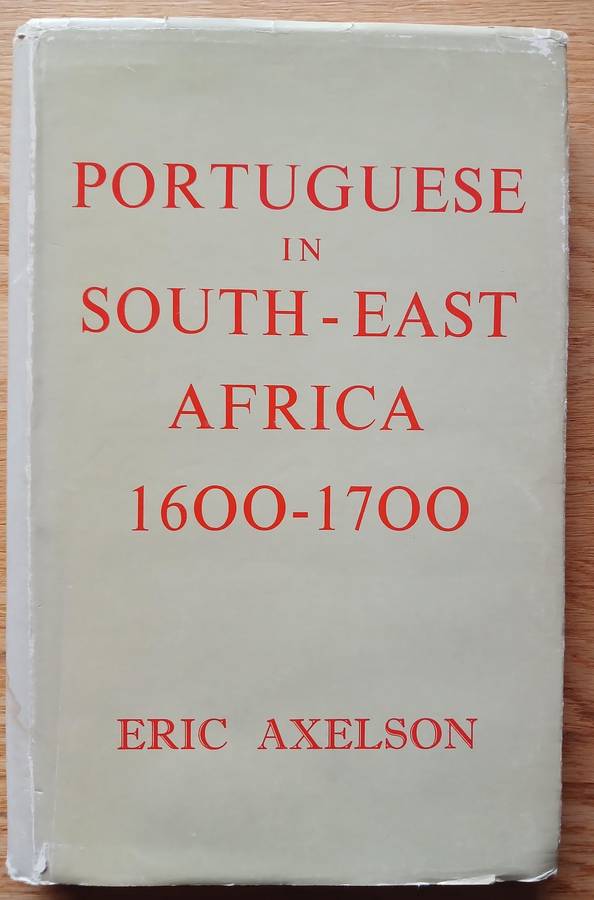 PORTUGUESE
IN
SOUTH-EAST
AFRICA
1600-1700
ERIC AXELSON